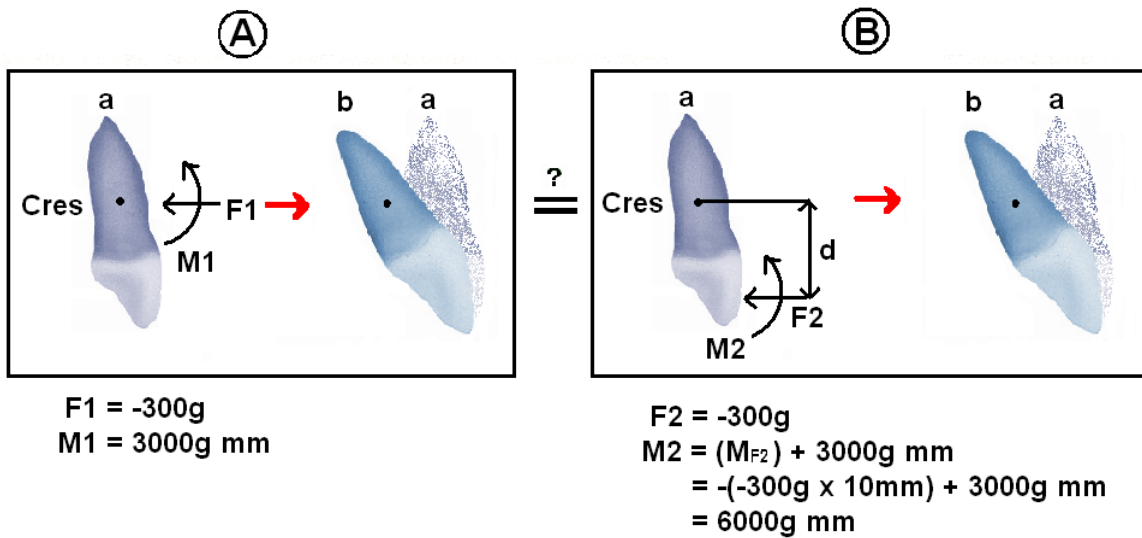 A
B
a
b a
Cres
F1
M1
?
=
a
b a
Cres
d
F2
M2
F1 = -300g
M1 = 3000g mm
F2 = -300g
M2 = (MF2) + 3000g mm
= -(-300g x 10mm) + 3000g mm
= 6000g mm